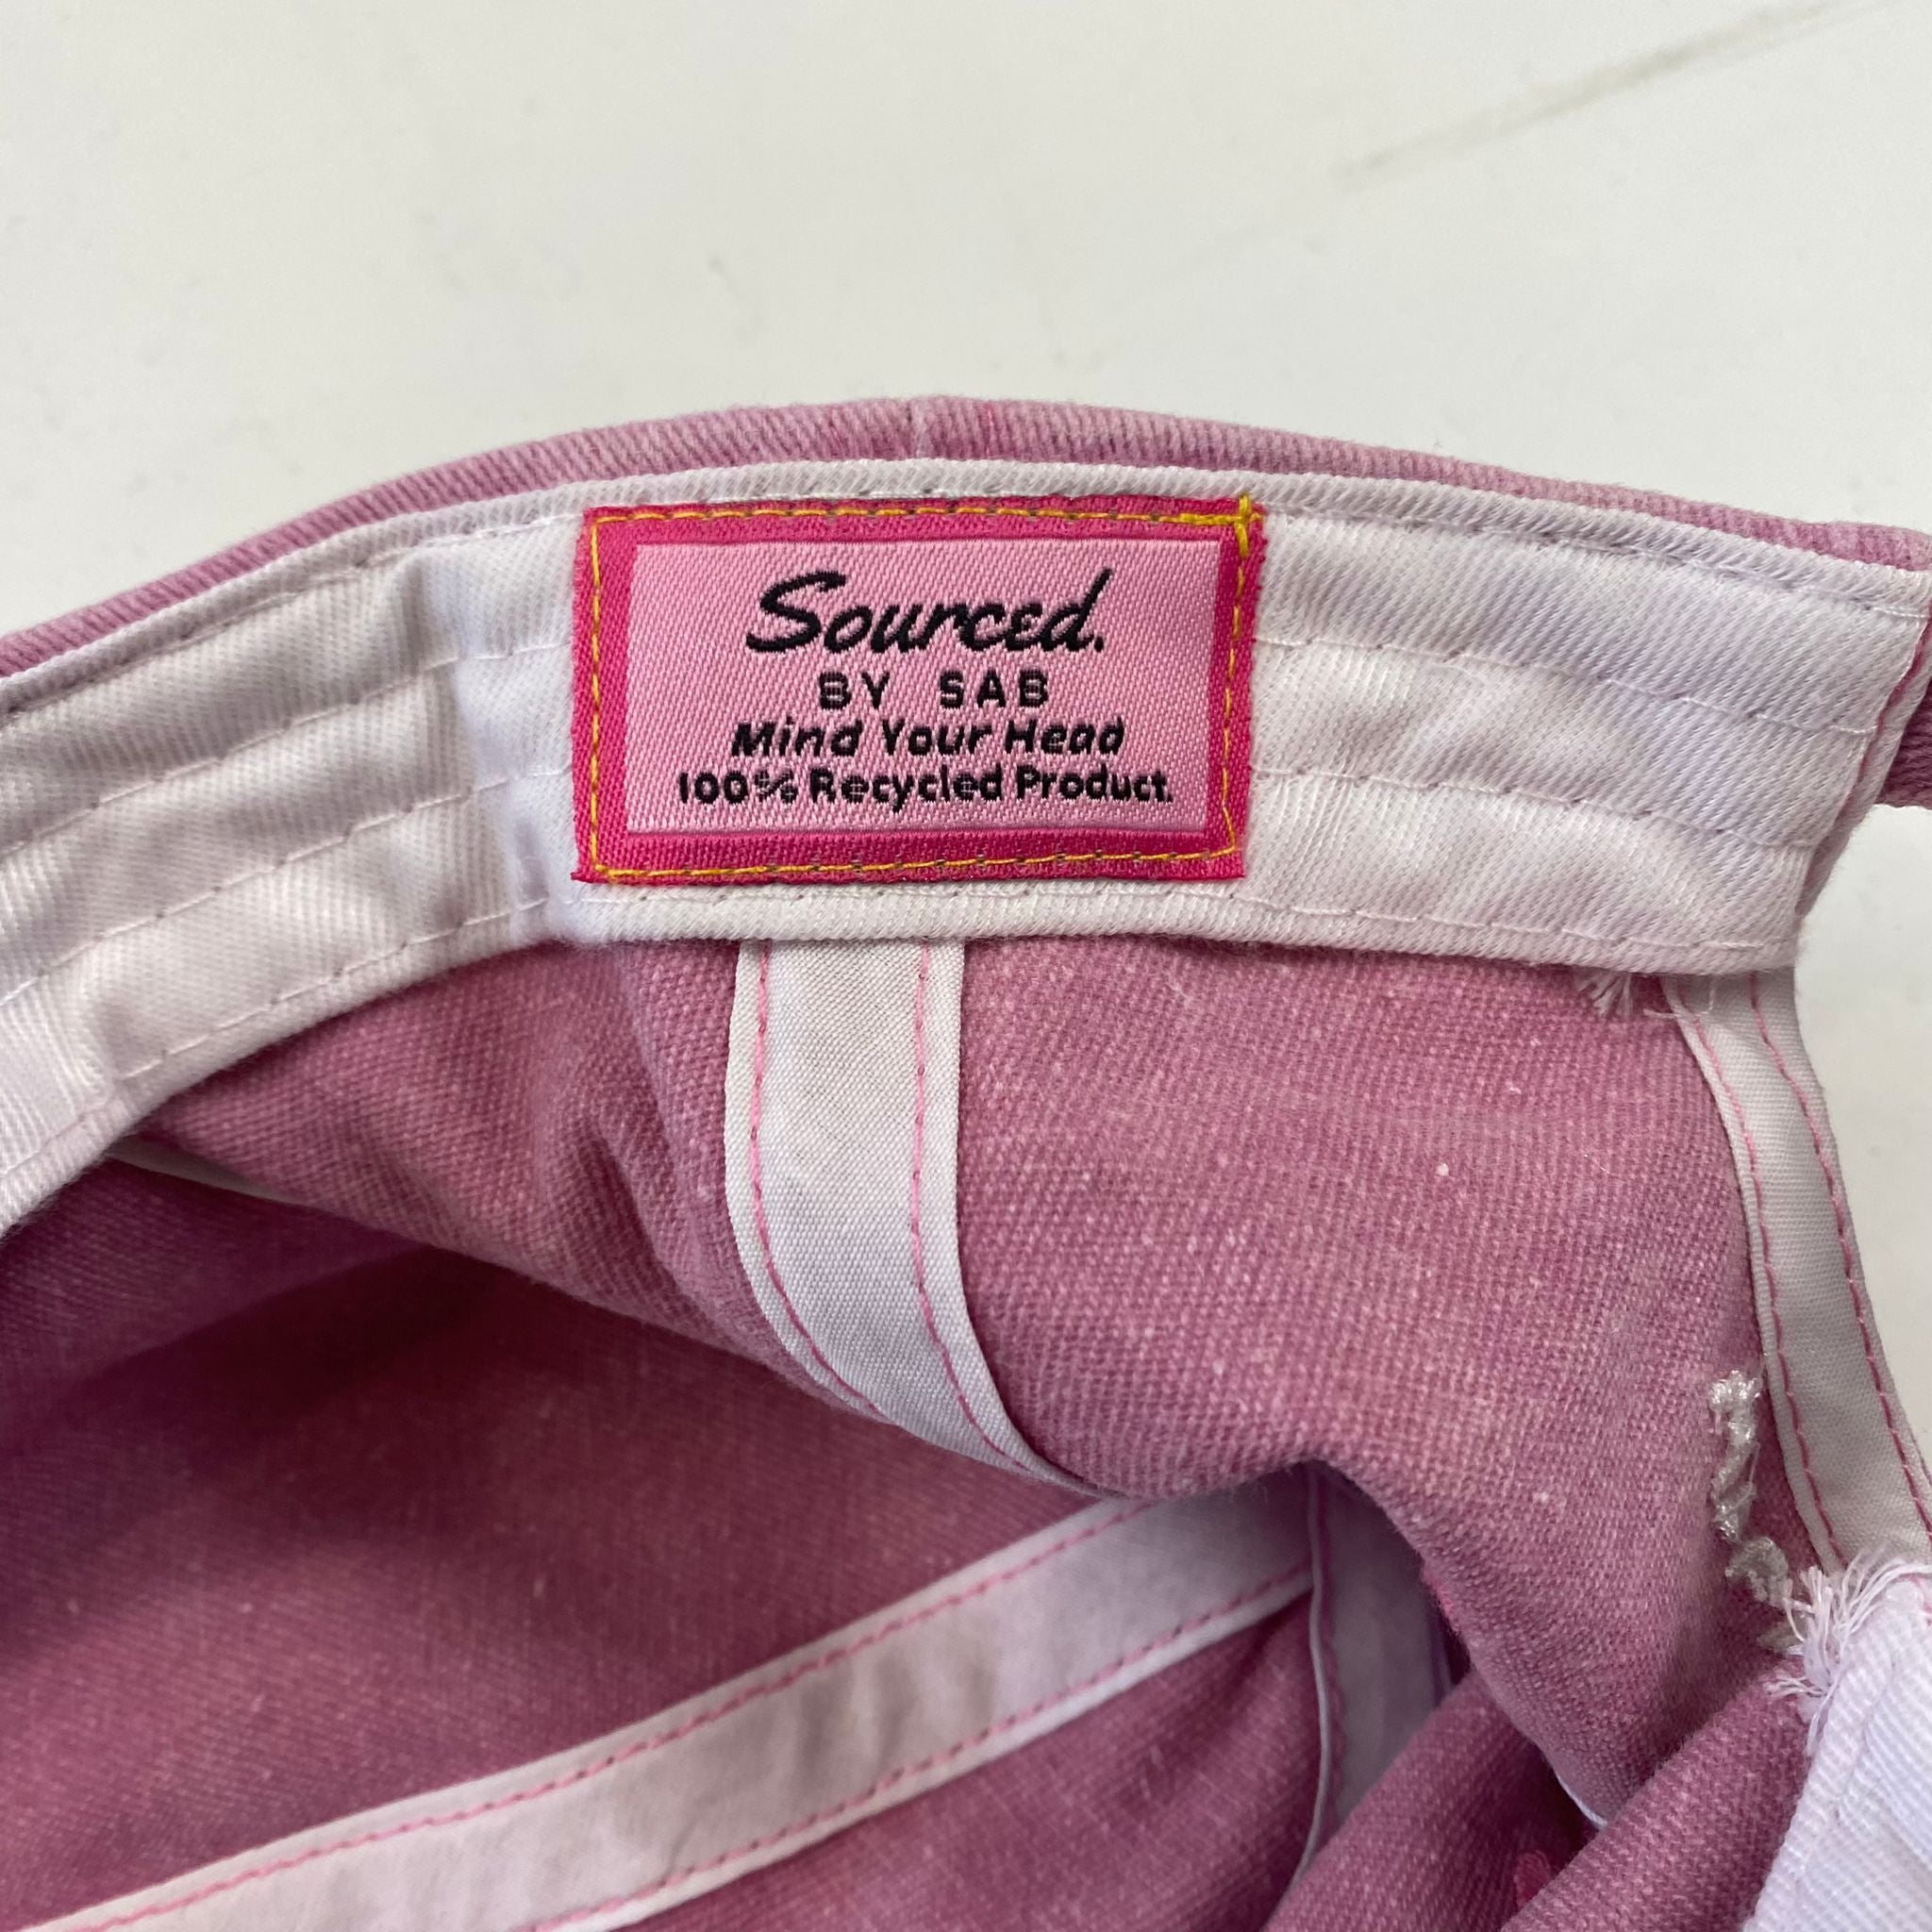 Sourced.
BY SAB
Mind Your Head
100% Recycled Product.